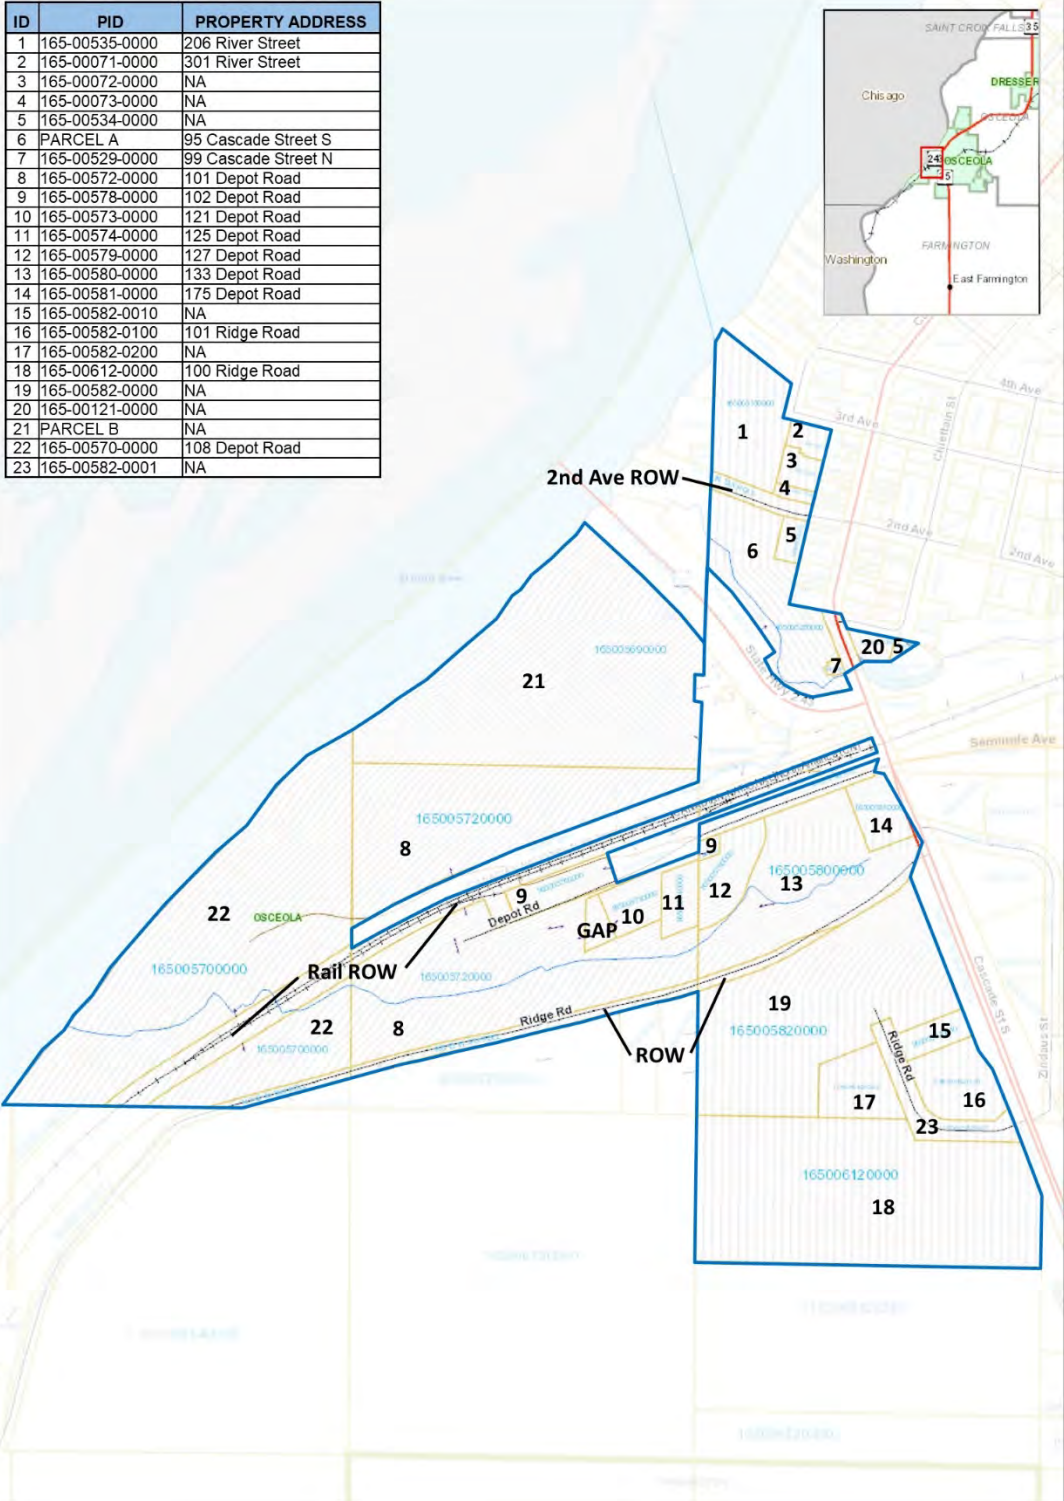 ID PID PROPERTY ADDRESS
1 165-00535-0000 206 River Street
2 165-00071-0000 301 River Street
3 165-00072-0000 NA
4 165-00073-0000 NA
5 165-00534-0000 NA
6 PARCEL A 95 Cascade Street S
7 165-00529-0000 99 Cascade Street N
8 165-00572-0000 101 Depot Road
9 165-00578-0000 102 Depot Road
10 165-00573-0000 121 Depot Road
11 165-00574-0000 125 Depot Road
12 165-00579-0000 127 Depot Road
13 165-00580-0000 133 Depot Road
14 165-00581-0000 175 Depot Road
15 165-00582-0010 NA
16 165-00582-0100 101 Ridge Road
17 165-00582-0200 NA
18 165-00612-0000 100 Ridge Road
19 165-00582-0000 NA
20 165-00121-0000 NA
21 PARCEL B NA
22 165-00570-0000 108 Depot Road
23 165-00582-0001 NA
SAINT CROIX FALLS
35
DRESSER
Chisago
OSCEOLA
243
OSCEOLA
FARMINGTON
Washington
East Farmington
4th Ave
3rd Ave
Chieftain St
1
2
3
4
2nd Ave ROW
5
6
2nd Ave
2nd Ave
20 5
7
State Hwy 243
165005690000
21
Seminole Ave
165005720000
8
14
9
165005800000
13
12
11
10
9
Depot Rd
GAP
22
OSCEOLA
165005700000
Rail ROW
165005720000
22
8
165005700000
Ridge Rd
ROW
19
165005820000
Cascade St S
Zindaus St
15
Ridge Rd
17
16
23
165006120000
18